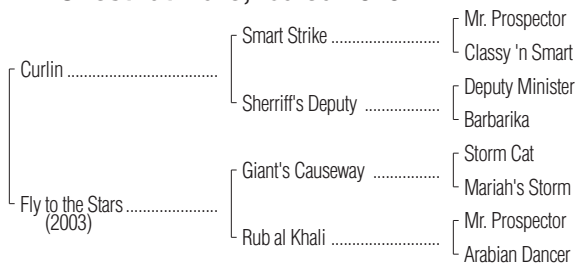 Mr. Prospector
Smart Strike ............................
Classy 'n Smart
Curlin ......................................
Deputy Minister
Sherriff's Deputy ...................
Barbarika
Storm Cat
Giant's Causeway .................
Mariah's Storm
Fly to the Stars .......................
(2003)
Mr. Prospector
Rub al Khali ............................
Arabian Dancer